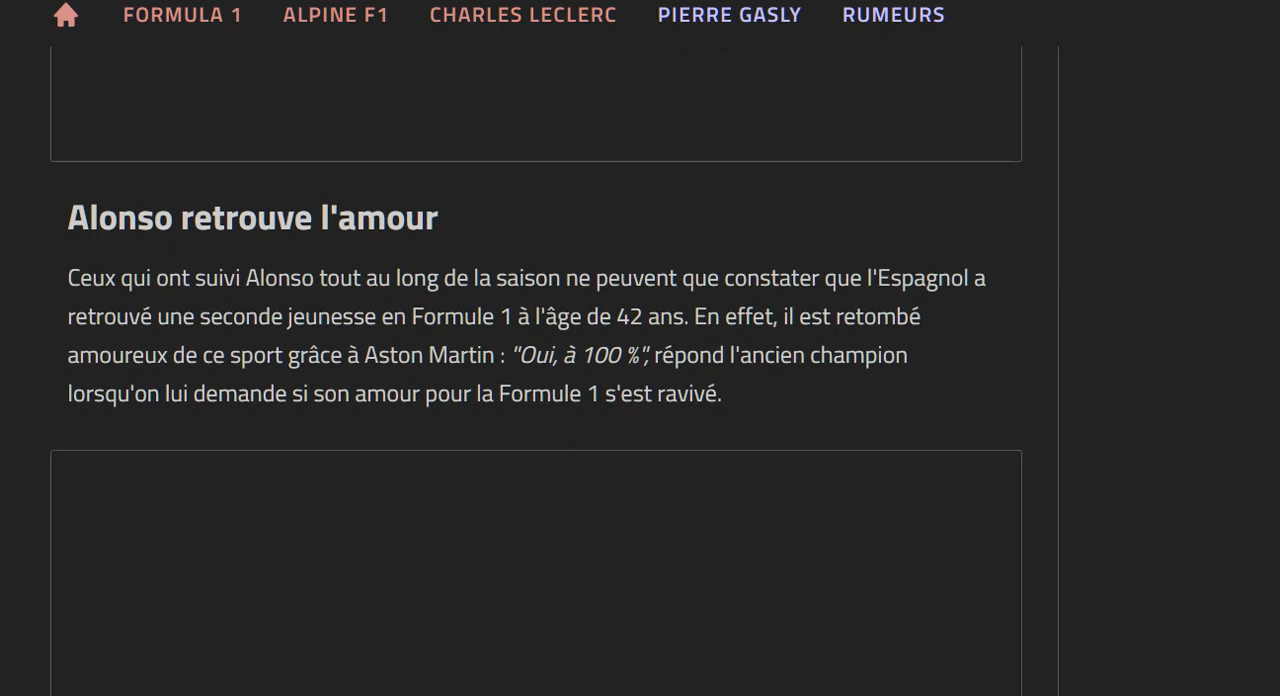 FORMULA 1 ALPINE F1 CHARLES LECLERC PIERRE GASLY RUMEURS
Alonso retrouve l'amour
Ceux qui ont suivi Alonso tout au long de la saison ne peuvent que constater que l'Espagnol a
retrouvé une seconde jeunesse en Formule 1 à l'âge de 42 ans. En effet, il est retombé
amoureux de ce sport grâce à Aston Martin : "Oui, à 100 %", répond l'ancien champion
lorsqu'on lui demande si son amour pour la Formule 1 s'est ravivé.